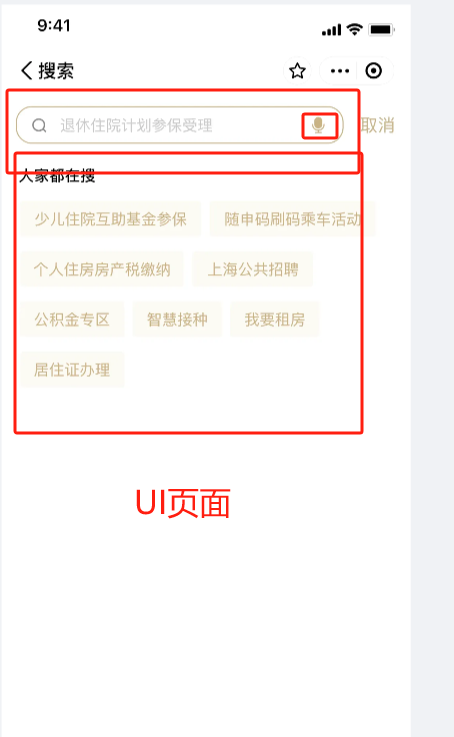 9:41
搜索
退休住院计划参保受理
取消
大家都在搜
少儿住院互助基金参保
随申码刷码乘车活动
个人住房房产税缴纳
上海公共招聘
公积金专区
智慧接种
我要租房
居住证办理
UI页面